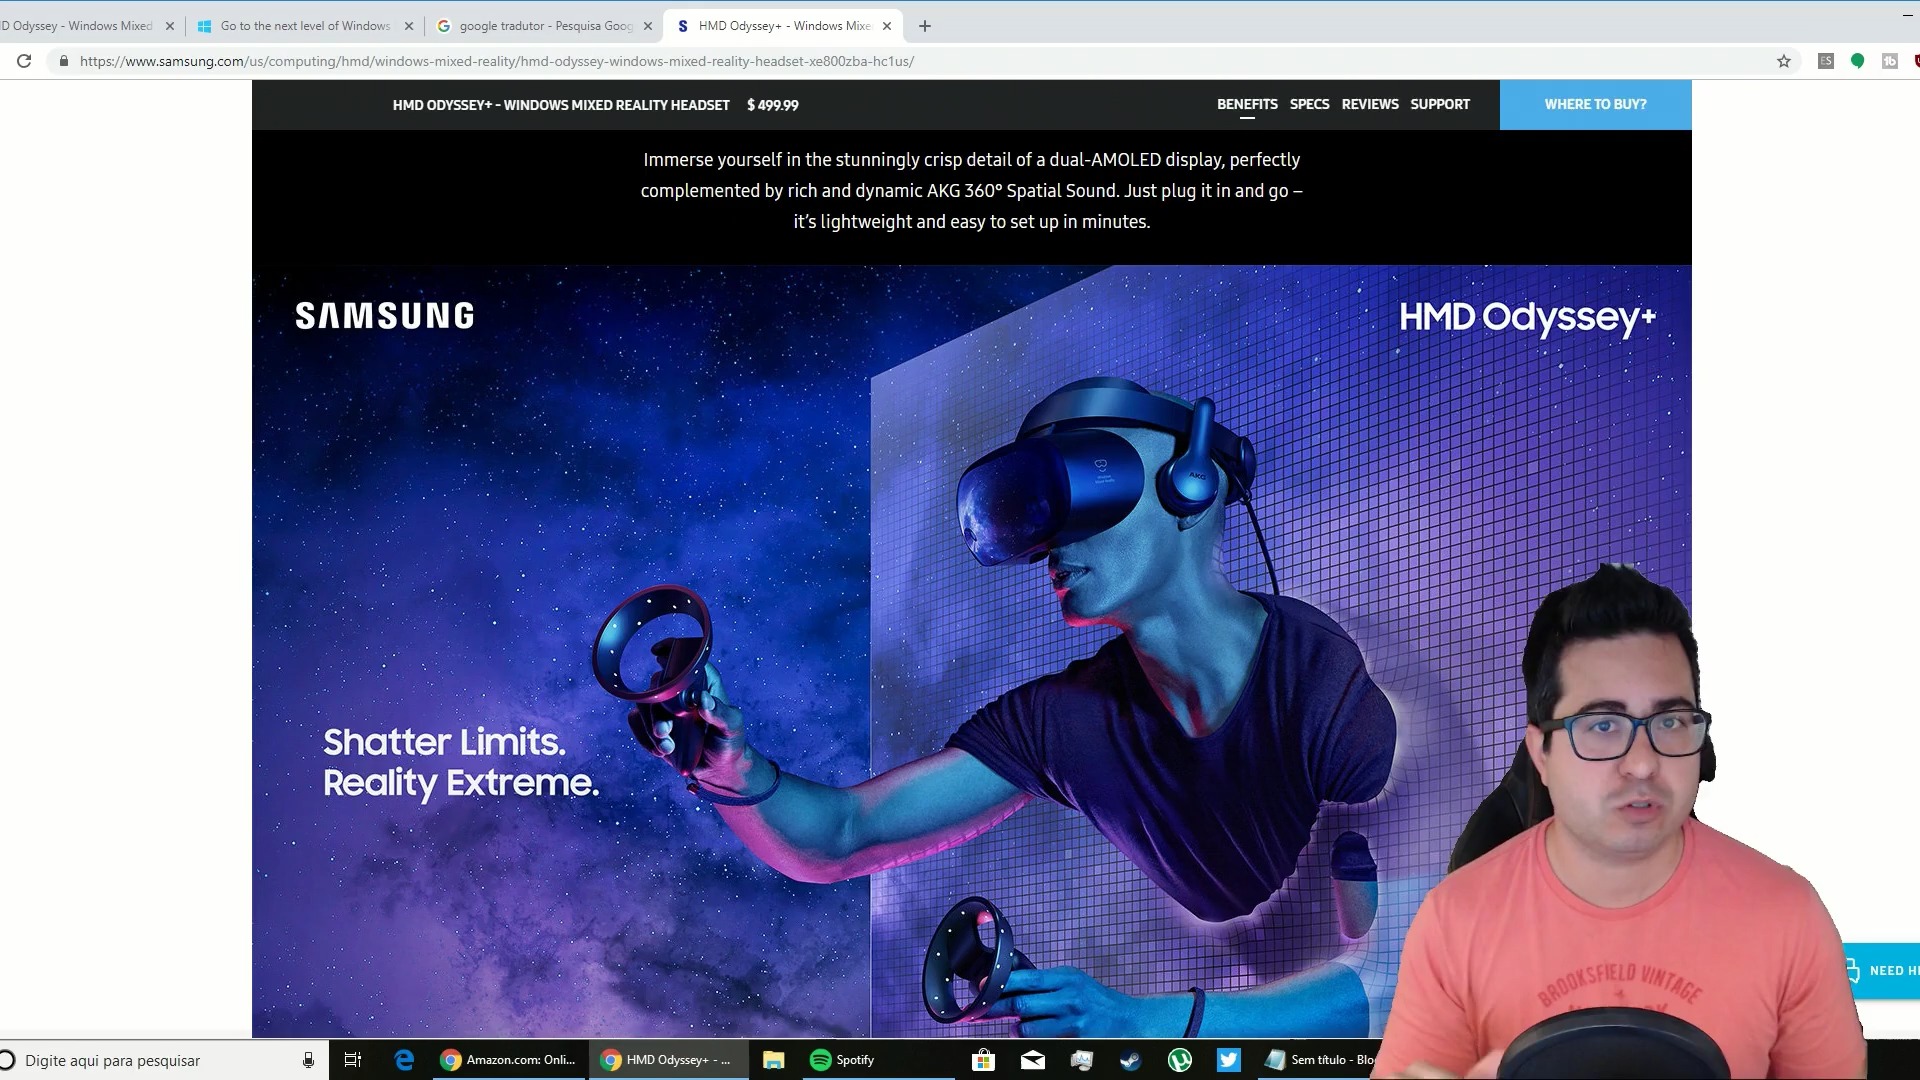 D Odyssey - Windows Mixed
Go to the next level of Windows
google tradutor - Pesquisa Goog
HMD Odyssey+ - Windows Mixe
https://www.samsung.com/us/computing/hmd/windows-mixed-reality/hmd-odyssey-windows-mixed-reality-headset-xe800zba-hc1us/
HMD ODYSSEY+ - WINDOWS MIXED REALITY HEADSET $ 499.99
BENEFITS SPECS REVIEWS SUPPORT WHERE TO BUY?
Immerse yourself in the stunningly crisp detail of a dual-AMOLED display, perfectly
complemented by rich and dynamic AKG 360º Spatial Sound. Just plug it in and go –
it's lightweight and easy to set up in minutes.
SAMSUNG
HMD Odyssey+
AKG
Shatter Limits.
Reality Extreme.
BROOKSFIELD VINTAGE
NEED HE
Digite aqui para pesquisar
Amazon.com: Onli...
HMD Odyssey+ - ...
Spotify
Sem título - Blo